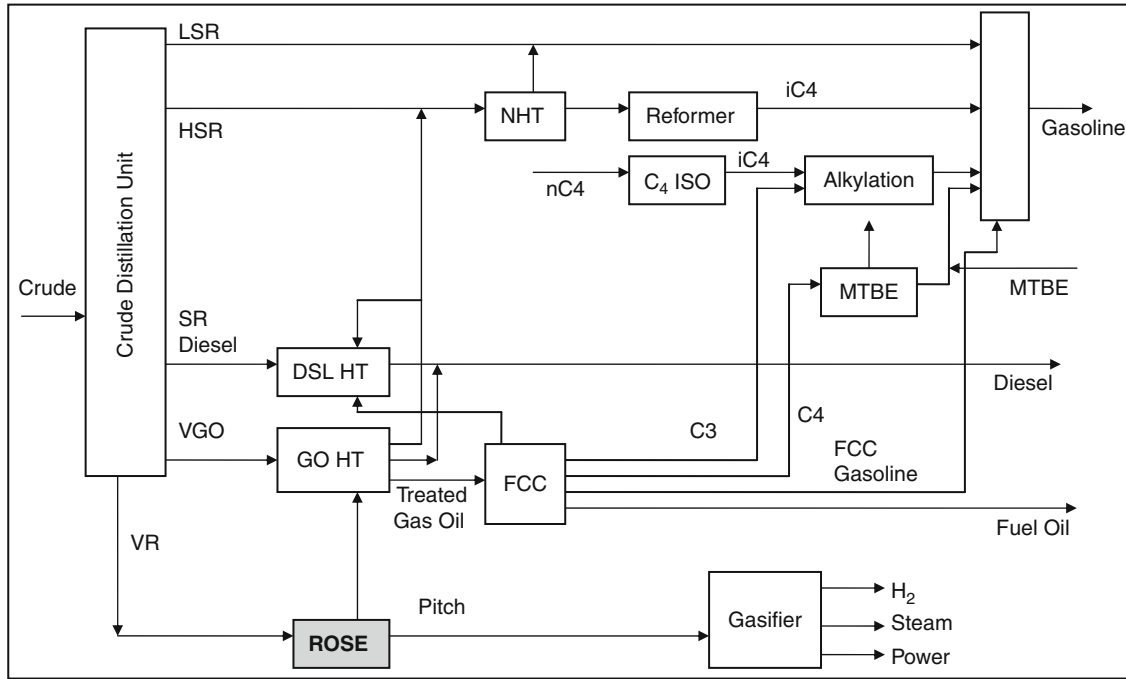 LSR
HSR
NHT
Reformer
iC4
Gasoline
nC4
C₄ ISO
iC4
Alkylation
Crude Distillation Unit
Crude
MTBE
MTBE
SR
Diesel
DSL HT
Diesel
VGO
GO HT
Treated
Gas Oil
FCC
C3
C4
FCC
Gasoline
Fuel Oil
VR
ROSE
Pitch
Gasifier
H₂
Steam
Power